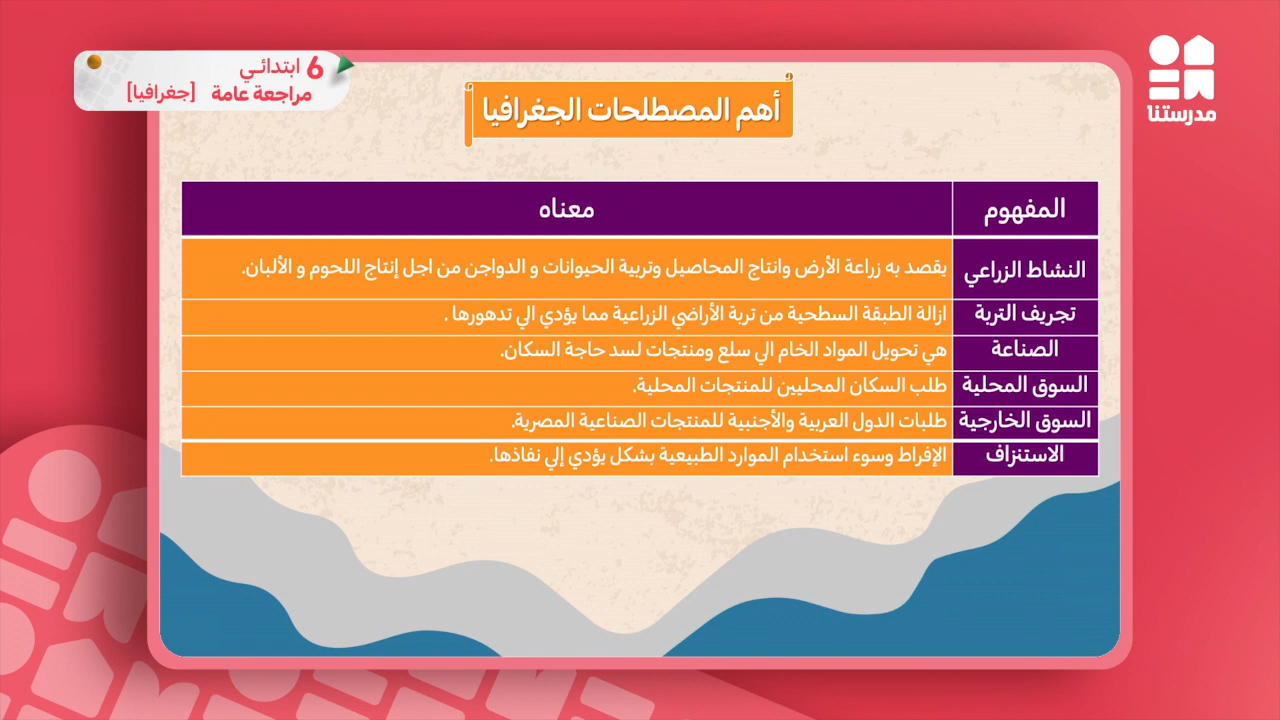 6 ابتدائي
مراجعة عامة [جغرافيا]
مدرستنا
أهم المصطلحات الجغرافيا
المفهوم معناه
النشاط الزراعي يقصد به زراعة الأرض وانتاج المحاصيل وتربية الحيوانات و الدواجن من اجل إنتاج اللحوم و الألبان.
تجريف التربة ازالة الطبقة السطحية من تربة الأراضي الزراعية مما يؤدي الي تدهورها .
الصناعة هي تحويل المواد الخام الي سلع ومنتجات لسد حاجة السكان.
السوق المحلية طلب السكان المحليين للمنتجات المحلية.
السوق الخارجية طلبات الدول العربية والأجنبية للمنتجات الصناعية المصرية.
الاستنزاف الإفراط وسوء استخدام الموارد الطبيعية بشكل يؤدي إلي نفاذها.